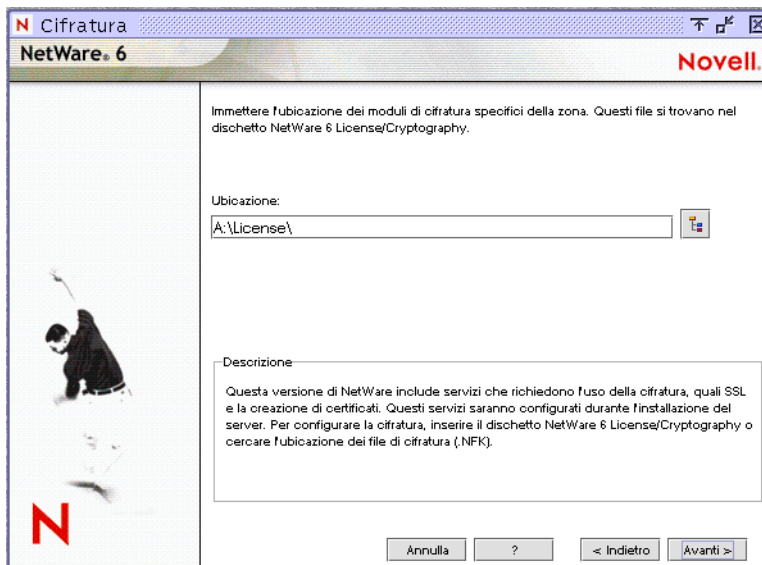 N Cifratura
NetWare® 6
Novell.
Immettere l'ubicazione dei moduli di cifratura specifici della zona. Questi file si trovano nel
dischetto NetWare 6 License/Cryptography.
Ubicazione:
A:\License\
Descrizione
Questa versione di NetWare include servizi che richiedono l'uso della cifratura, quali SSL
e la creazione di certificati. Questi servizi saranno configurati durante l'installazione del
server. Per configurare la cifratura, inserire il dischetto NetWare 6 License/Cryptography o
cercare l'ubicazione dei file di cifratura (.NFK).
N
Annulla ? < Indietro Avanti >